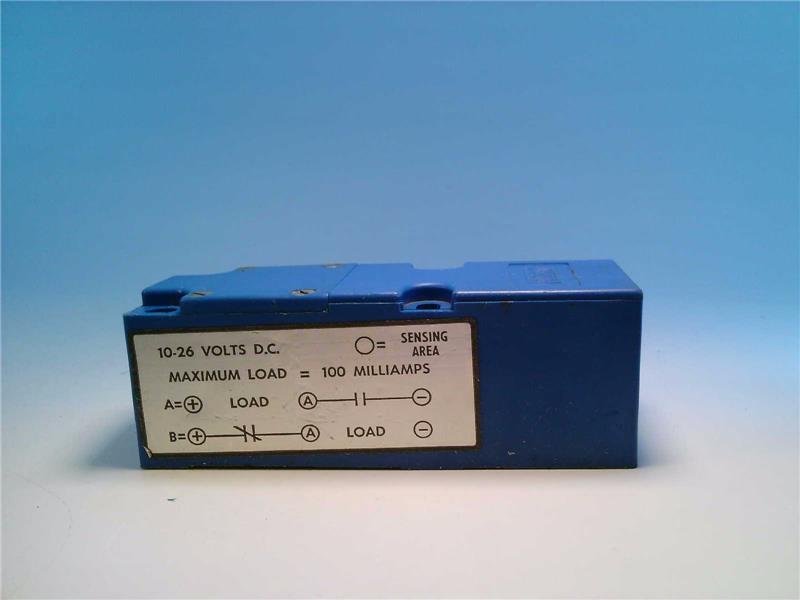 10-26 VOLTS D.C. = SENSING
AREA
MAXIMUM LOAD = 100 MILLIAMPS
A=+ LOAD A −
B=+ A LOAD −